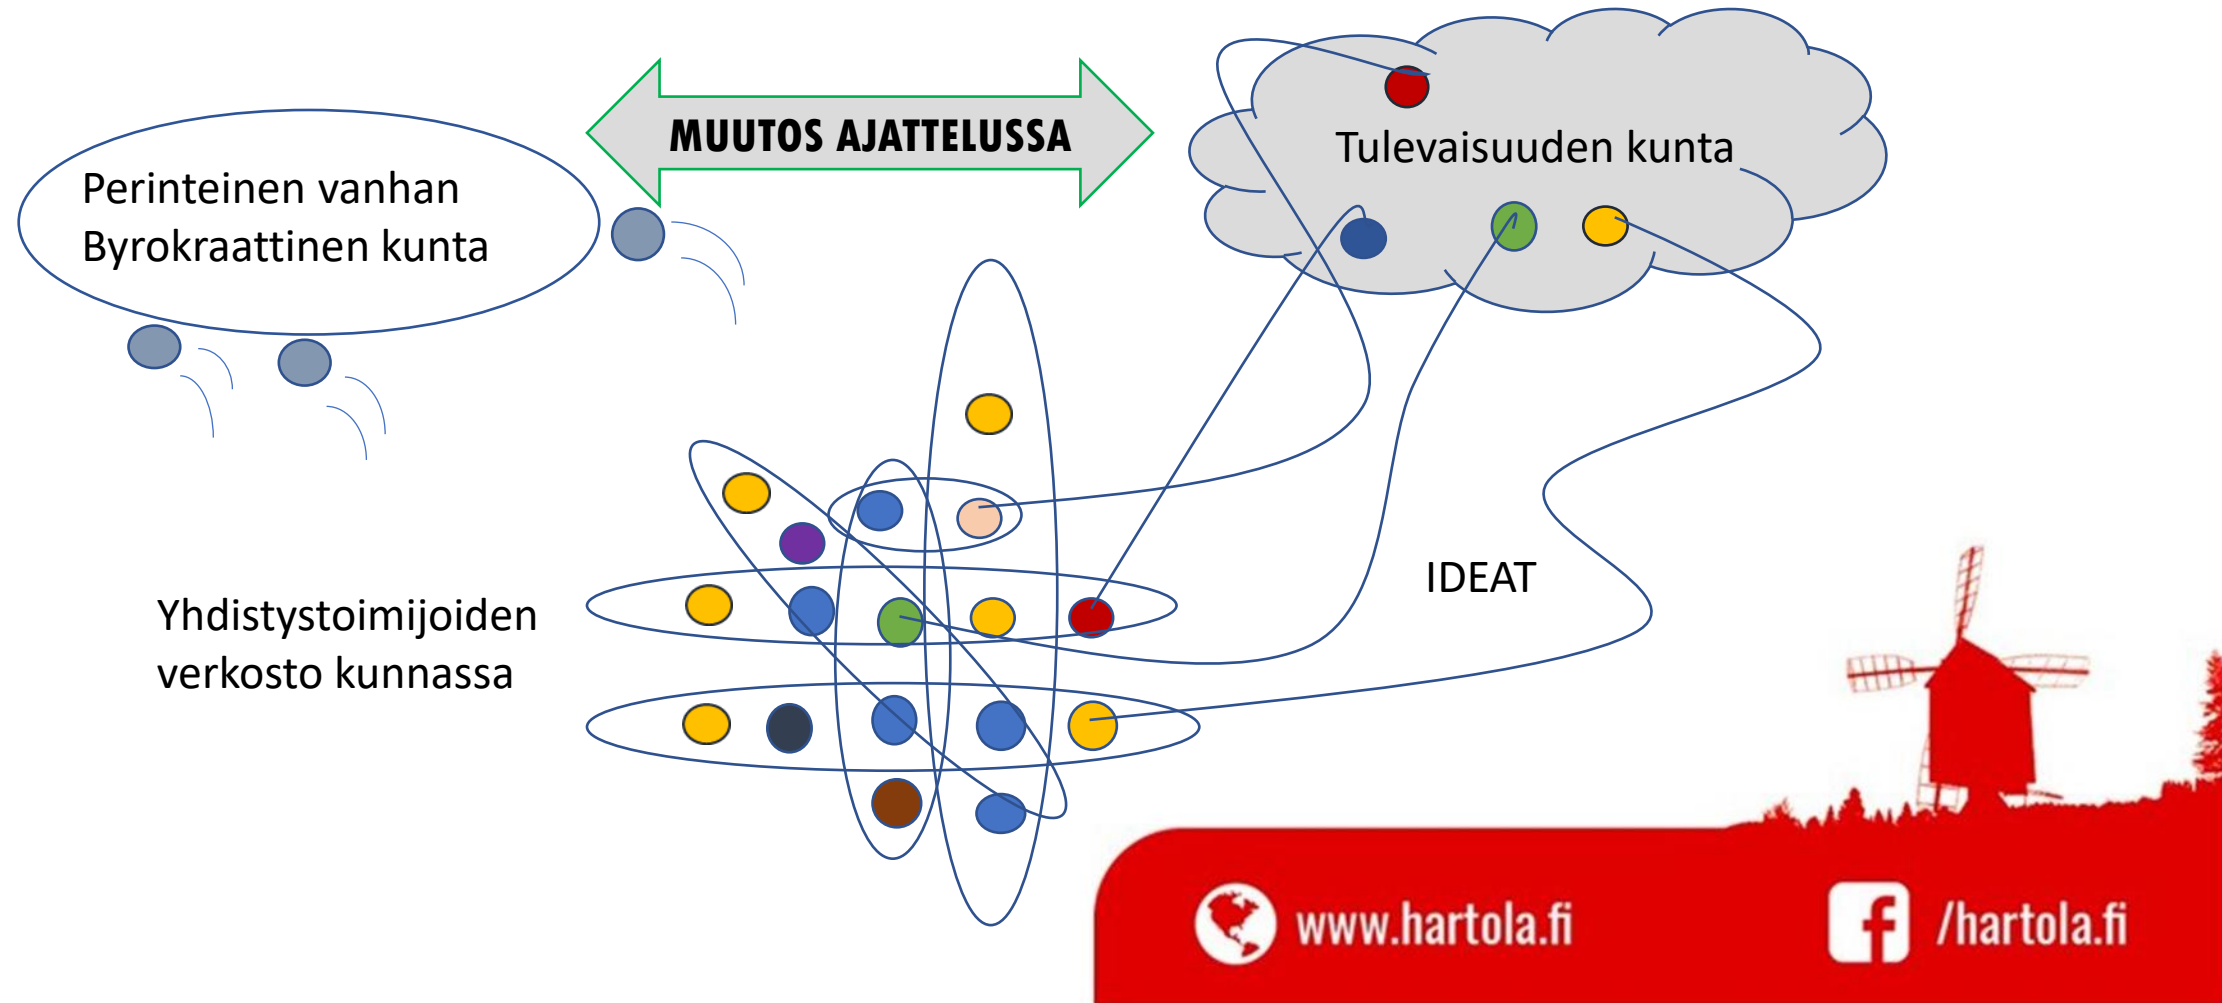 MUUTOS AJATTELUSSA
Tulevaisuuden kunta
Perinteinen vanhan
Byrokraattinen kunta
IDEAT
Yhdistystoimijoiden
verkosto kunnassa
www.hartola.fi
/hartola.fi